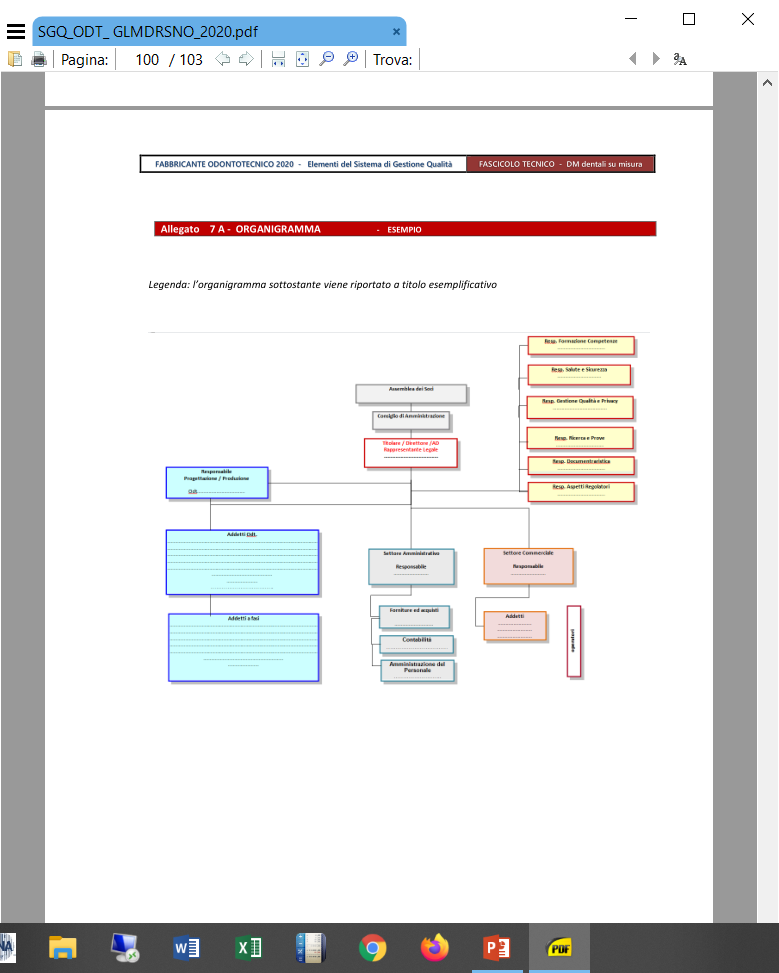 SGQ_ODT_ GLMDRSNO_2020.pdf
Pagina: 100 / 103 Trova:
FABBRICANTE ODONTOTECNICO 2020 - Elementi del Sistema di Gestione Qualità FASCICOLO TECNICO - DM dentali su misura
Allegato 7 A - ORGANIGRAMMA - ESEMPIO
Legenda: l'organigramma sottostante viene riportato a titolo esemplificativo
Resp. Formazione Competenze
Resp. Salute e Sicurezza
Resp. Gestione Qualità e Privacy
Resp. Ricerca e Prove
Resp. Documentaristica
Resp. Aspetti Regolatori
Assemblea dei Soci
Consiglio di Amministrazione
Titolare / Direttore /AD
Rappresentante Legale
Responsabile
Progettazione / Produzione
Odt
Addetti Odt.
Addetti a fasi
Settore Amministrativo
Responsabile
Forniture ed acquisti
Contabilità
Amministrazione del
Personale
Settore Commerciale
Responsabile
Addetti